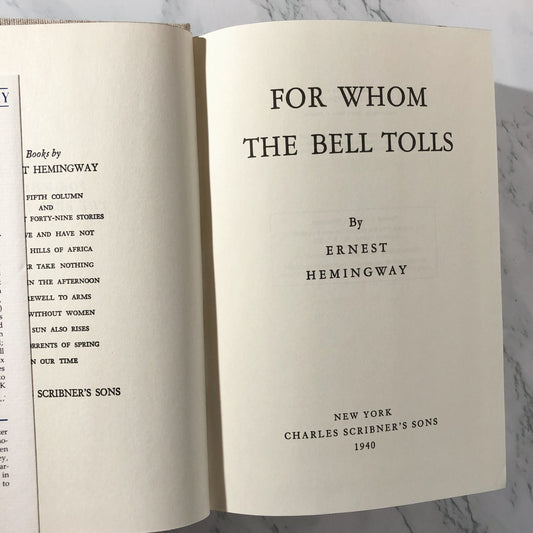 Y
Books by
T HEMINGWAY
FIFTH COLUMN
AND
FORTY-NINE STORIES
VE AND HAVE NOT
HILLS OF AFRICA
R TAKE NOTHING
N THE AFTERNOON
REWELL TO ARMS
WITHOUT WOMEN
SUN ALSO RISES
RRENTS OF SPRING
N OUR TIME
SCRIBNER'S SONS
FOR WHOM
THE BELL TOLLS
By
ERNEST
HEMINGWAY
NEW YORK
CHARLES SCRIBNER'S SONS
1940